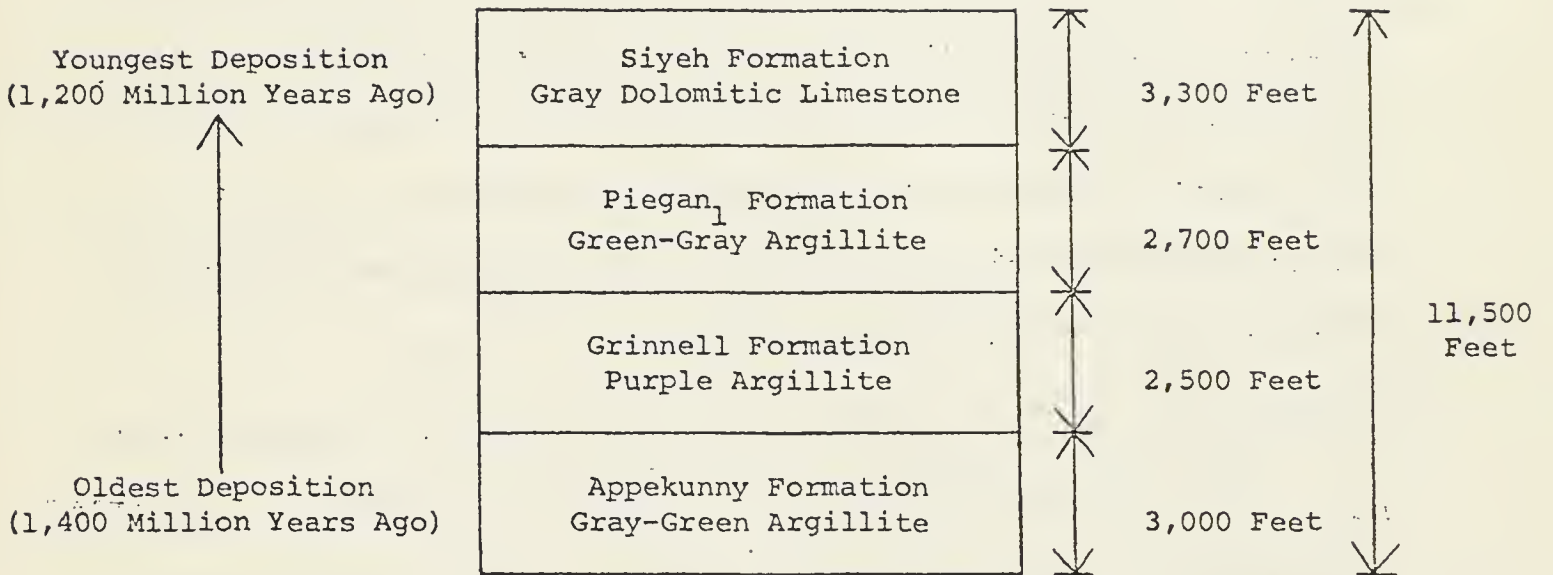 Youngest Deposition
(1,200 Million Years Ago)
Siyeh Formation
Gray Dolomitic Limestone
3,300 Feet
Piegan1 Formation
Green-Gray Argillite
2,700 Feet
11,500
Feet
Grinnell Formation
Purple Argillite
2,500 Feet
Oldest Deposition
(1,400 Million Years Ago)
Appekunny Formation
Gray-Green Argillite
3,000 Feet